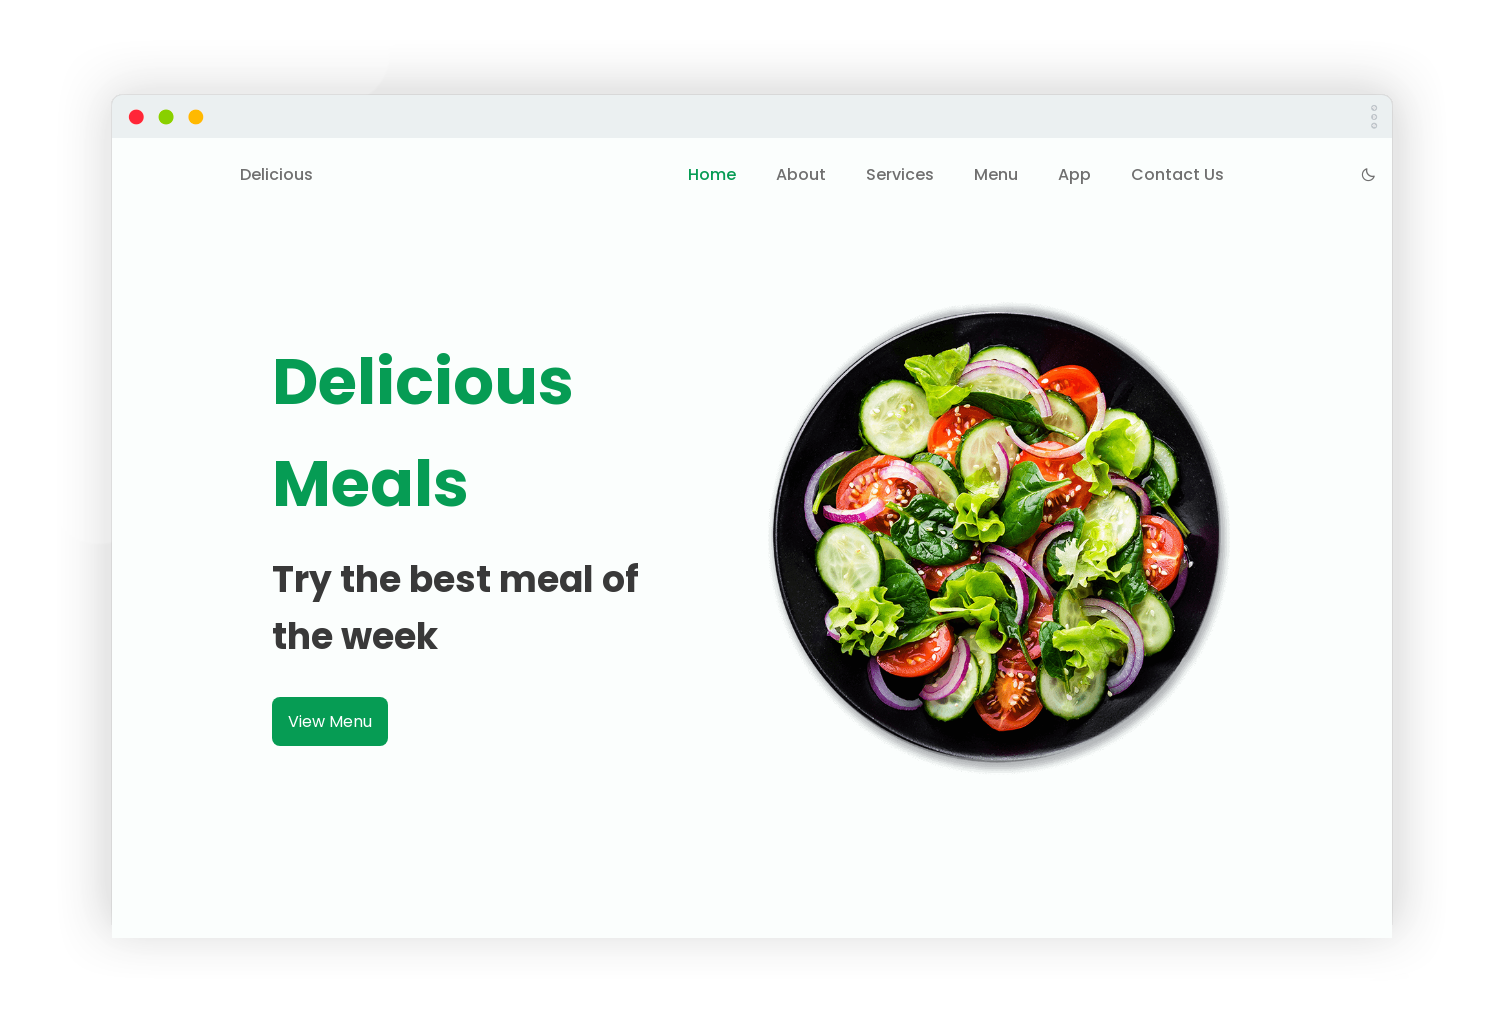 Delicious Home About Services Menu App Contact Us
Delicious
Meals
Try the best meal of
the week
View Menu